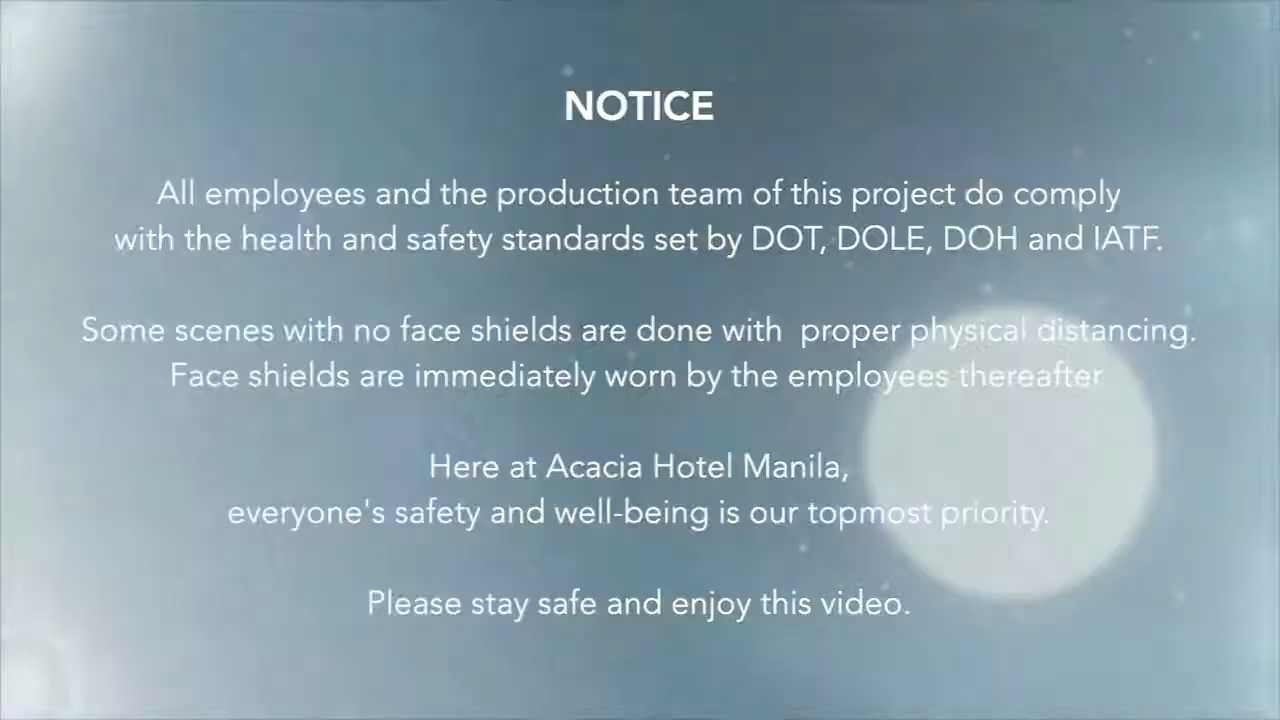 NOTICE
All employees and the production team of this project do comply
with the health and safety standards set by DOT, DOLE, DOH and IATF.
Some scenes with no face shields are done with  proper physical distancing.
Face shields are immediately worn by the employees thereafter
Here at Acacia Hotel Manila,
everyone's safety and well-being is our topmost priority.
Please stay safe and enjoy this video.